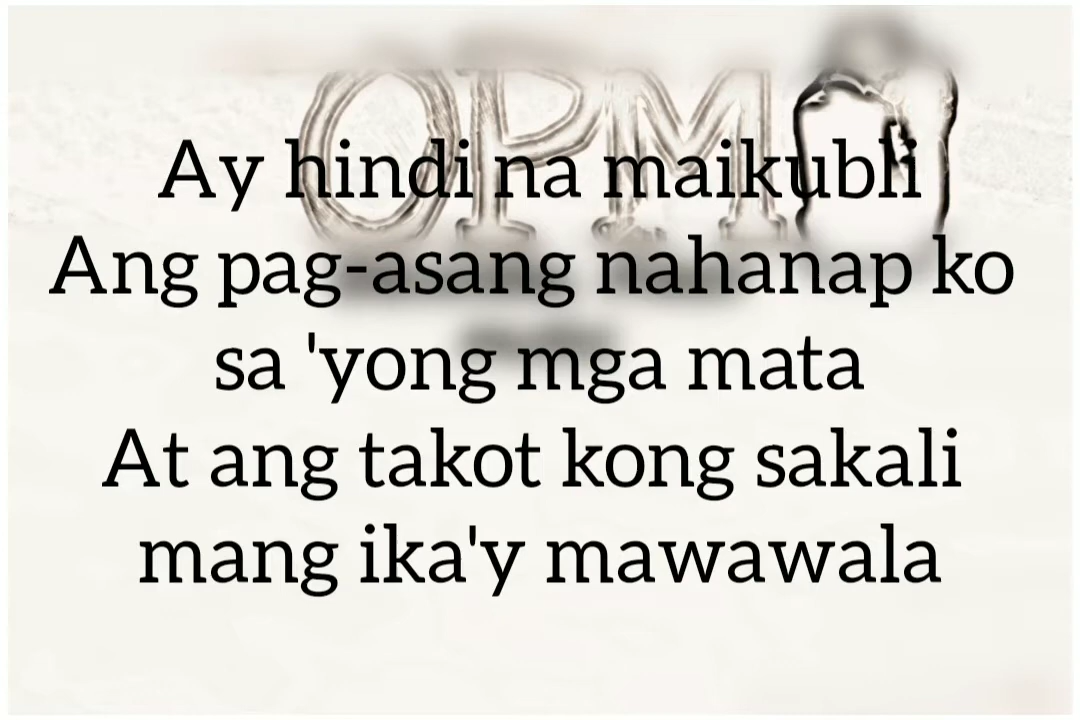 OPM
Ay hindi na maikubli
Ang pag-asang nahanap ko
sa 'yong mga mata
At ang takot kong sakali
mang ika'y mawawala